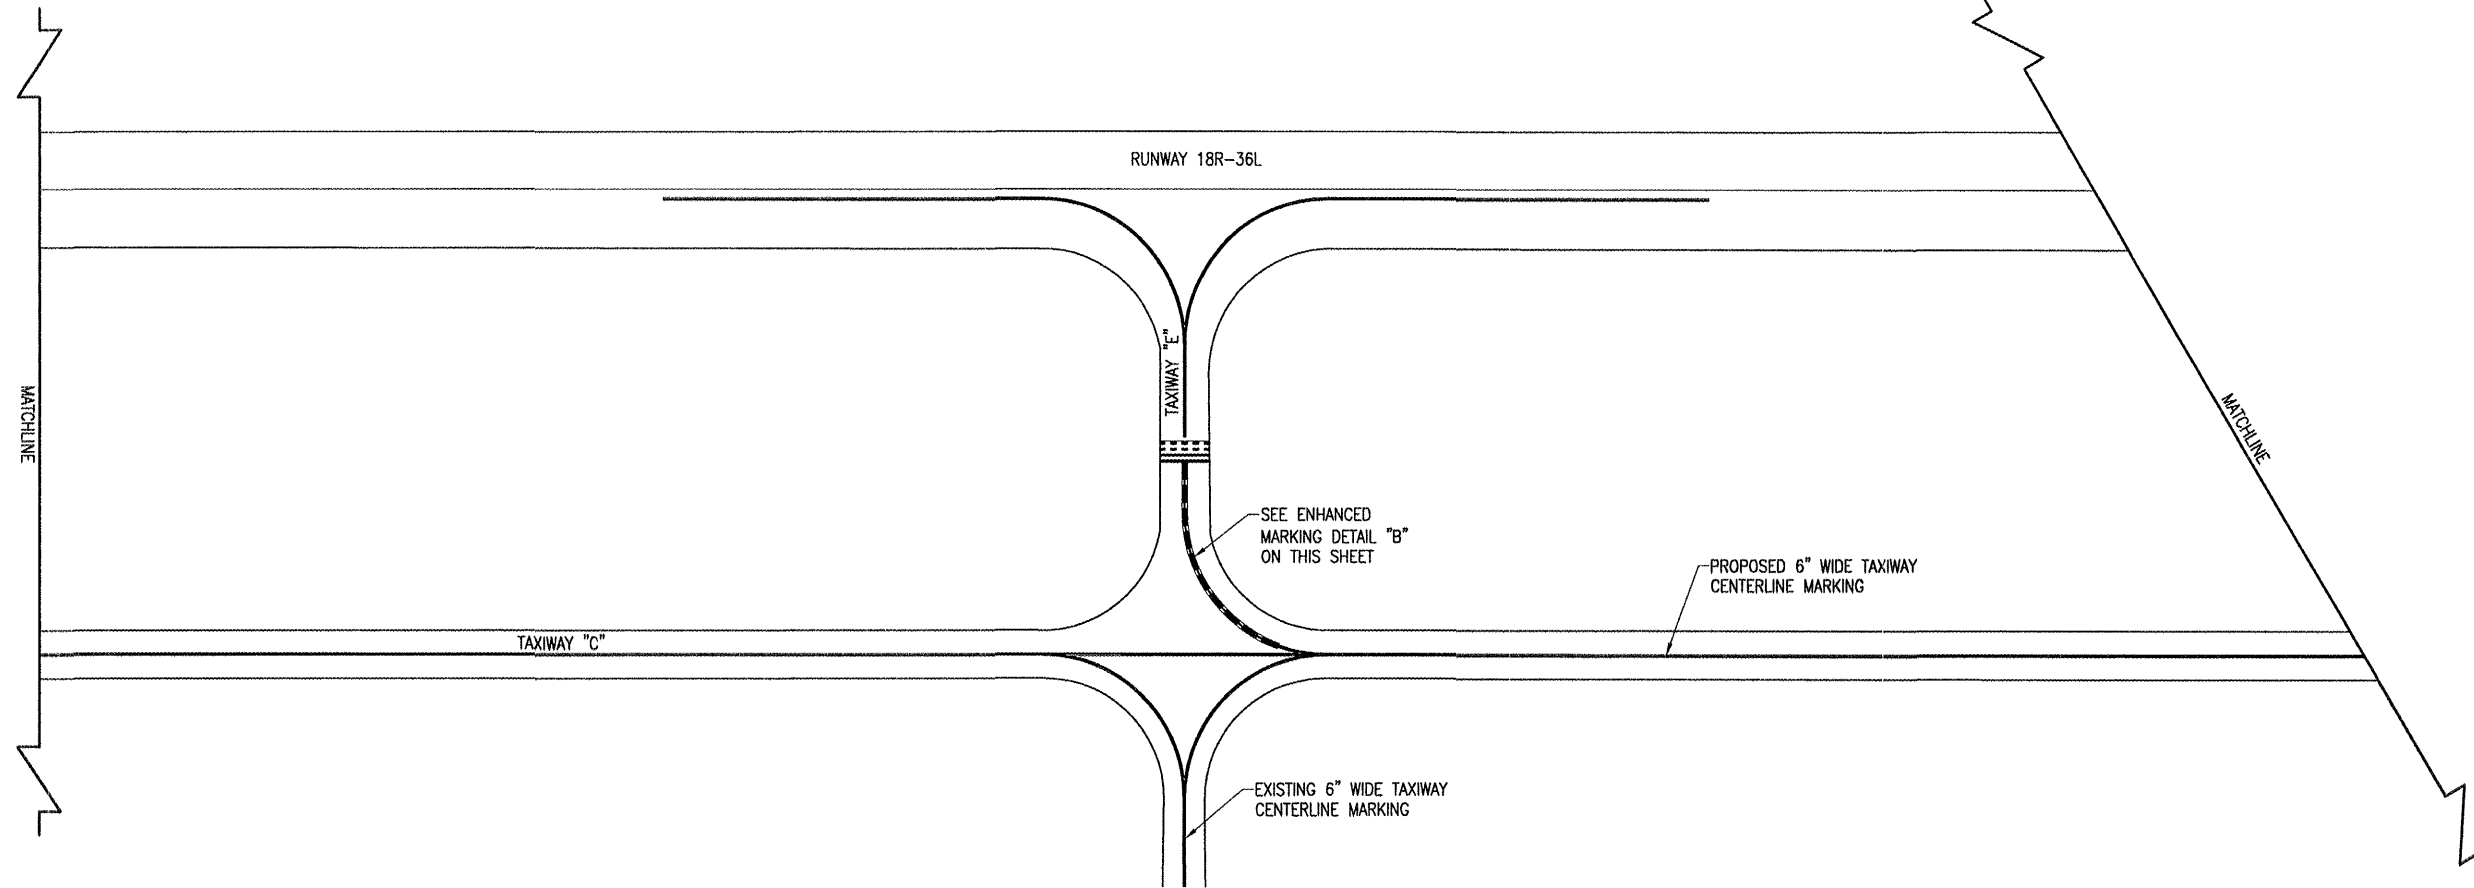 RUNWAY 18R-36L
TAXIWAY "E"
MATCHLINE
MATCHLINE
SEE ENHANCED
MARKING DETAIL "B"
ON THIS SHEET
PROPOSED 6" WIDE TAXIWAY
CENTERLINE MARKING
TAXIWAY "C"
EXISTING 6" WIDE TAXIWAY
CENTERLINE MARKING